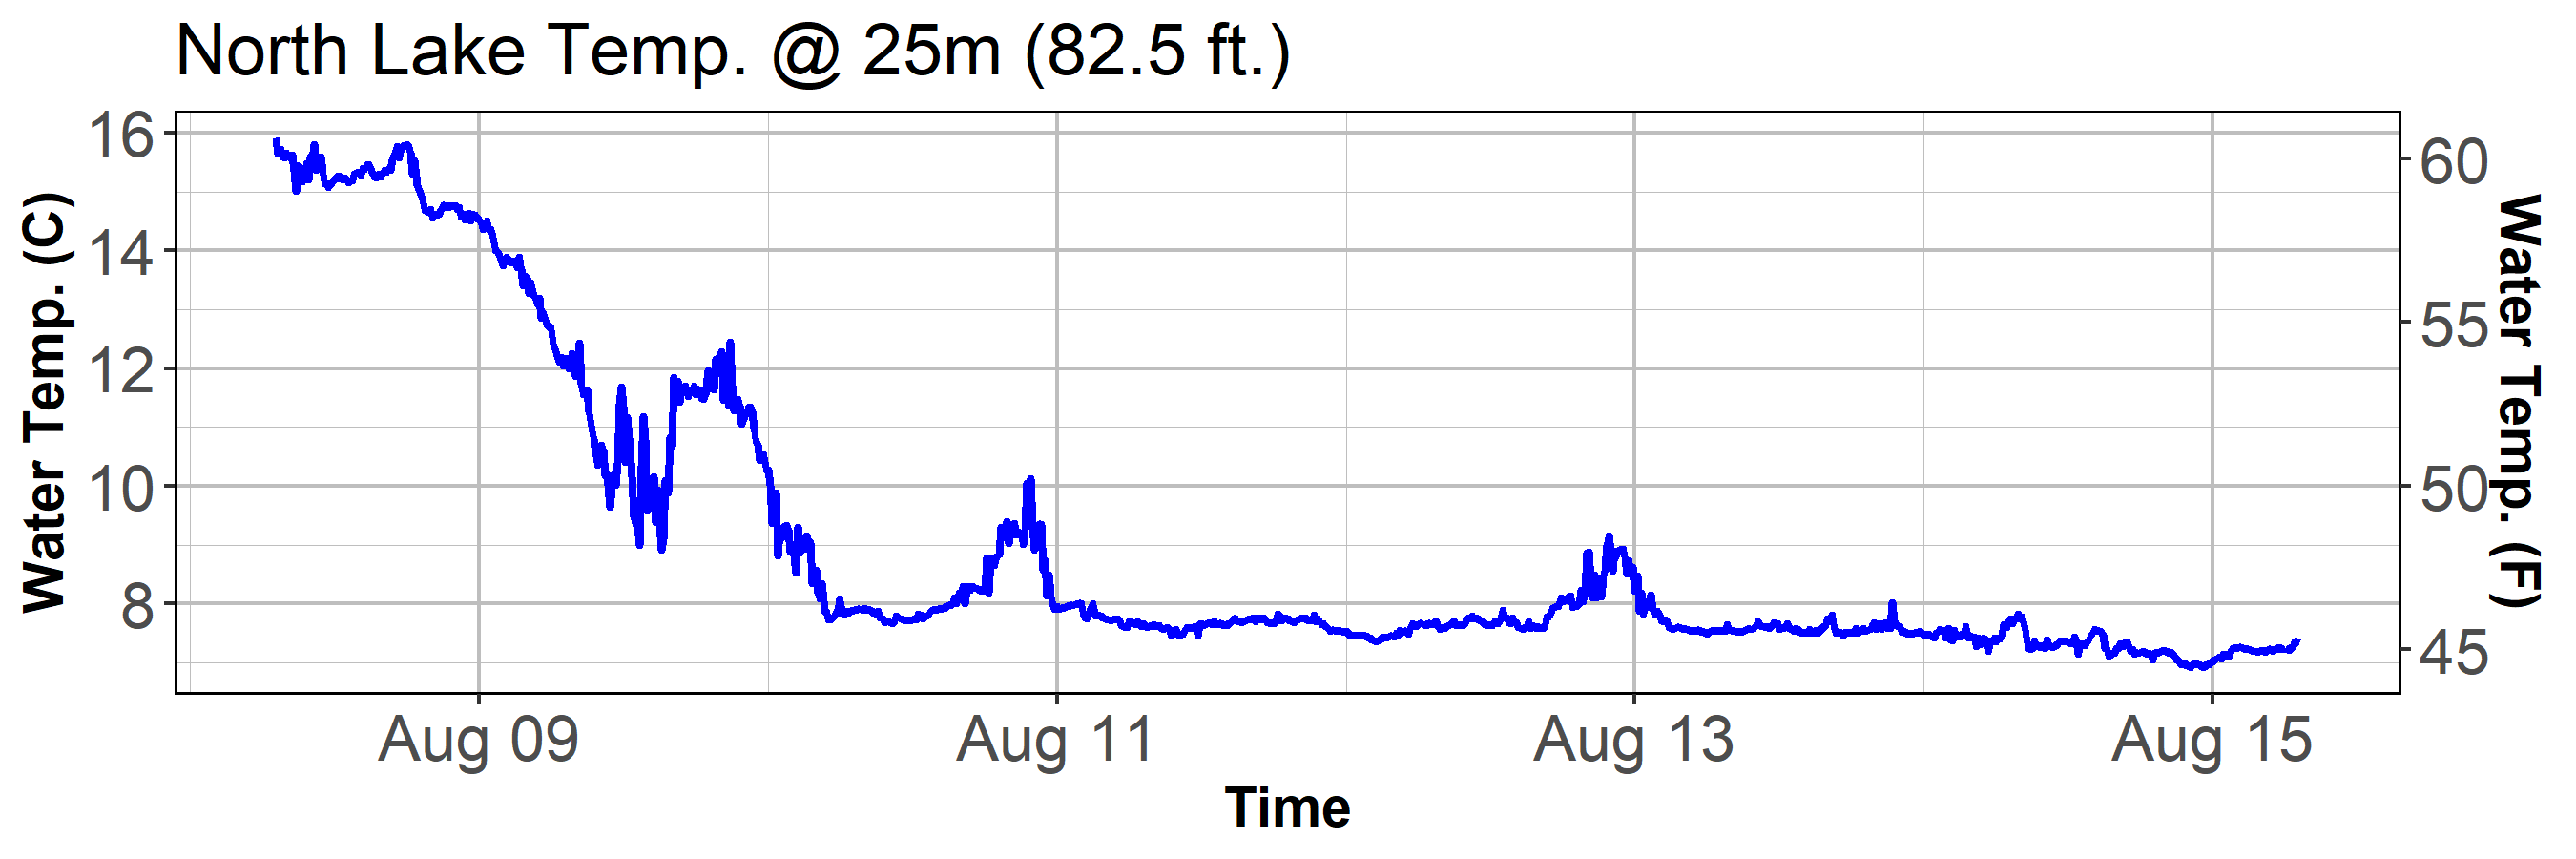 North Lake Temp. @ 25m (82.5 ft.)
Water Temp. (C)
16
14
12
10
8
60
55
50
45
Water Temp. (F)
Aug 09 Aug 11 Aug 13 Aug 15
Time